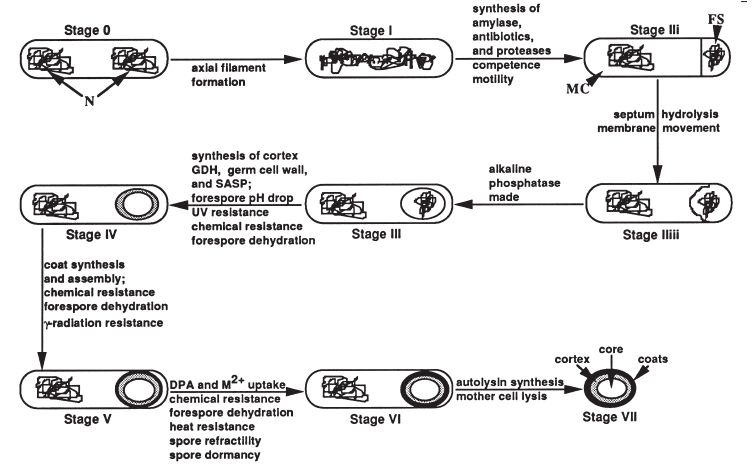 Stage 0
N
axial filament
formation
Stage I
synthesis of
amylase,
antibiotics,
and proteases
competence
motility
Stage IIi
FS
MC
septum hydrolysis
membrane movement
Stage IIiii
alkaline
phosphatase
made
Stage III
synthesis of cortex
GDH, germ cell wall,
and SASP;
forespore pH drop
UV resistance
chemical resistance
forespore dehydration
Stage IV
coat synthesis
and assembly;
chemical resistance
forespore dehydration
γ-radiation resistance
Stage V
DPA and M2+ uptake
chemical resistance
forespore dehydration
heat resistance
spore refractility
spore dormancy
Stage VI
autolysin synthesis
mother cell lysis
cortex
core
coats
Stage VII